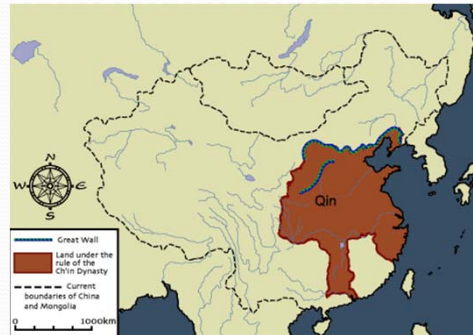 N
W E
S
Qin
Great Wall
Land under the
rule of the
Ch'in Dynasty
Current
boundaries of China
and Mongolia
0 1000km